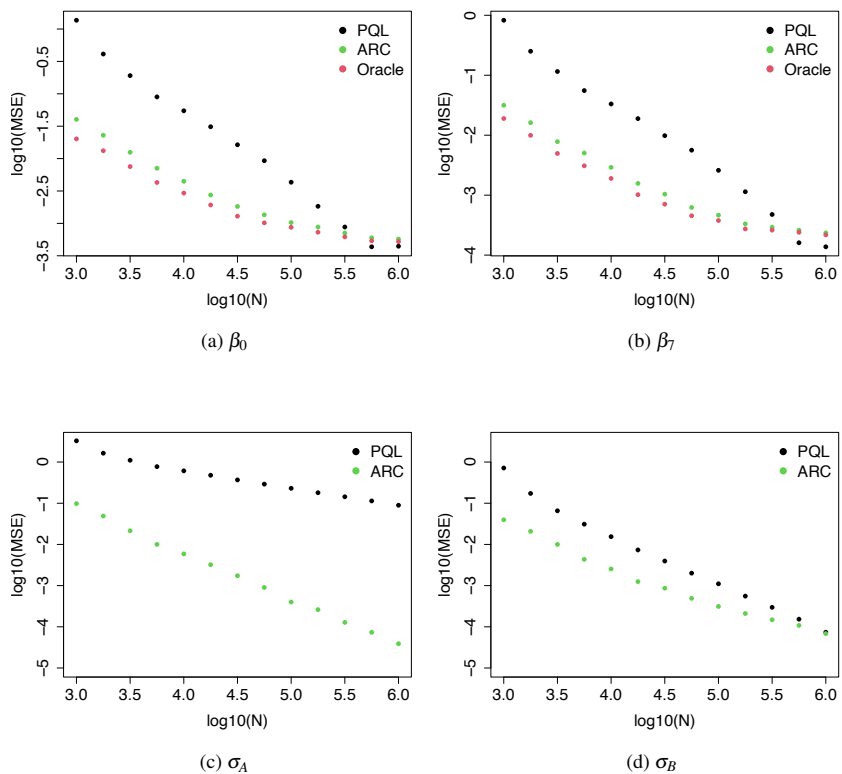 PQL
ARC
Oracle
log10(MSE)
−0.5
−1.5
−2.5
−3.5
3.0 3.5 4.0 4.5 5.0 5.5 6.0
log10(N)
(a) β0
PQL
ARC
Oracle
log10(MSE)
0
−1
−2
−3
−4
3.0 3.5 4.0 4.5 5.0 5.5 6.0
log10(N)
(b) β7
PQL
ARC
log10(MSE)
0
−1
−2
−3
−4
−5
3.0 3.5 4.0 4.5 5.0 5.5 6.0
log10(N)
(c) σA
PQL
ARC
log10(MSE)
0
−1
−2
−3
−4
−5
3.0 3.5 4.0 4.5 5.0 5.5 6.0
log10(N)
(d) σB